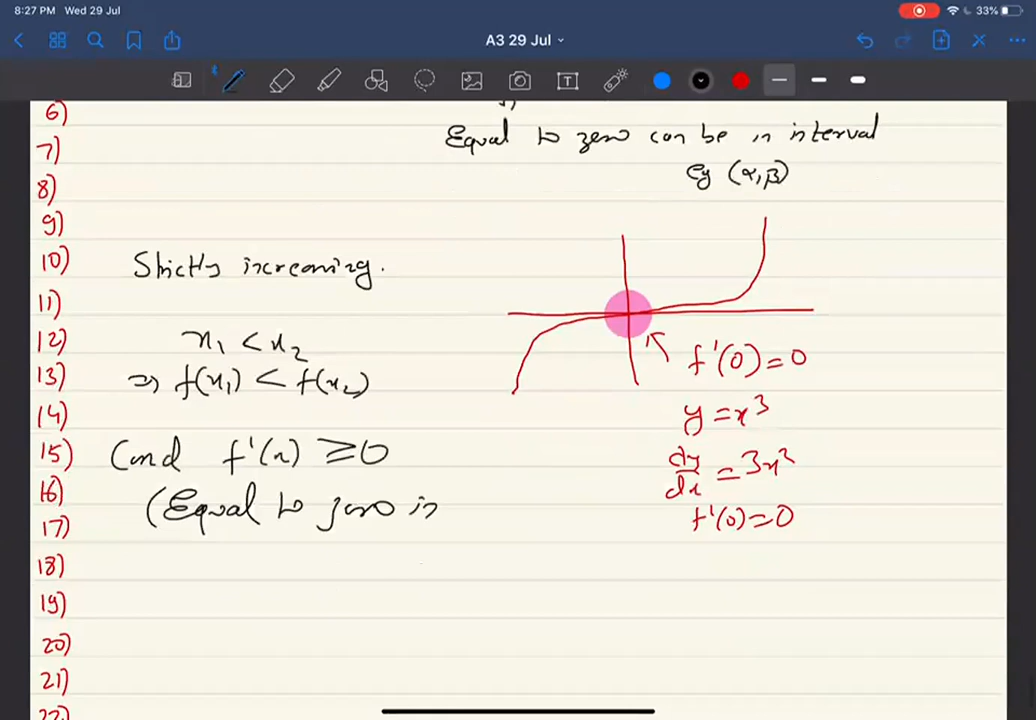 8:27 PM Wed 29 Jul
33%
A3 29 Jul
6)
Equal to zero can be in interval
7)
eg (α,β)
8)
9)
10)
Strictly increasing.
11)
12)
x₁ < x₂
f'(0)=0
13)
⇒ f(x₁) < f(x₂)
14)
y = x³
15)
Cond f'(x) ≥0
dy/dx = 3x²
16)
(Equal to zero in
17)
f'(0)=0
18)
19)
20)
21)
22)